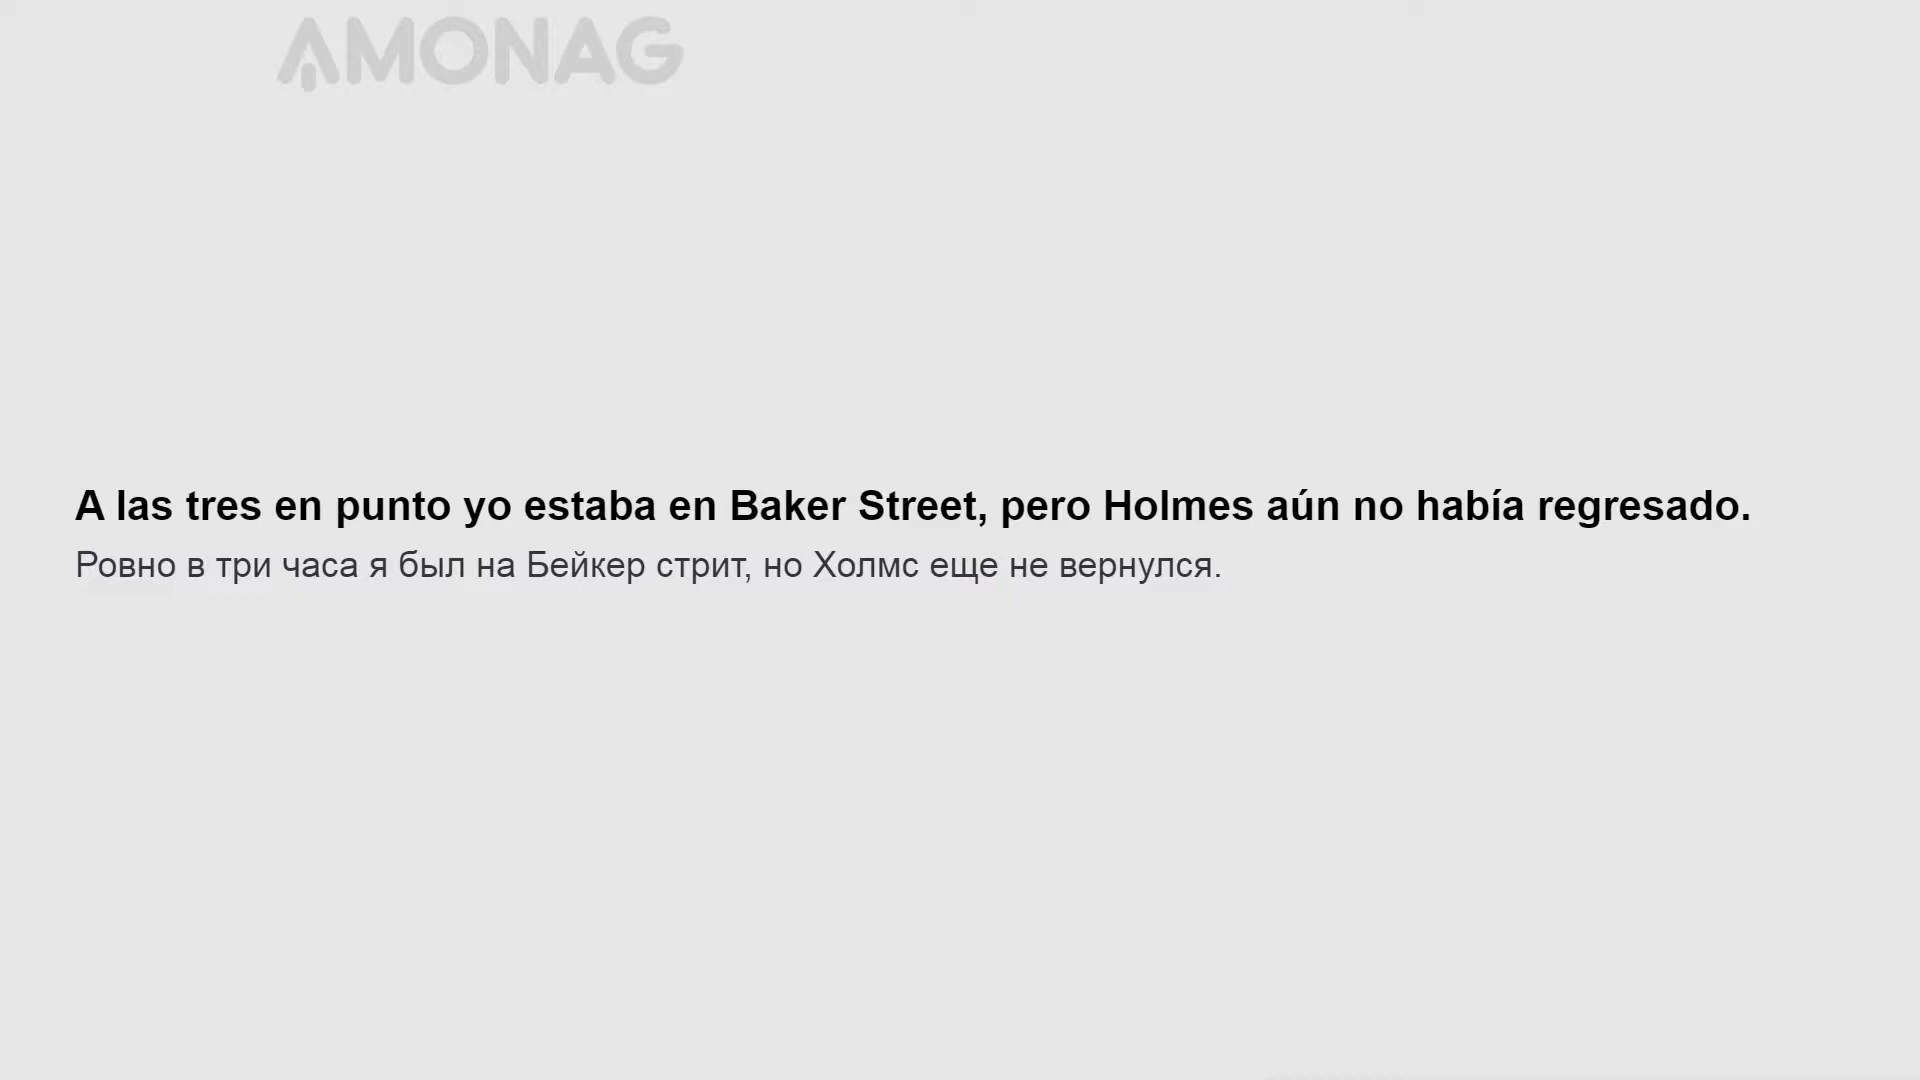 AMONAG
A las tres en punto yo estaba en Baker Street, pero Holmes aún no había regresado.
Ровно в три часа я был на Бейкер стрит, но Холмс еще не вернулся.